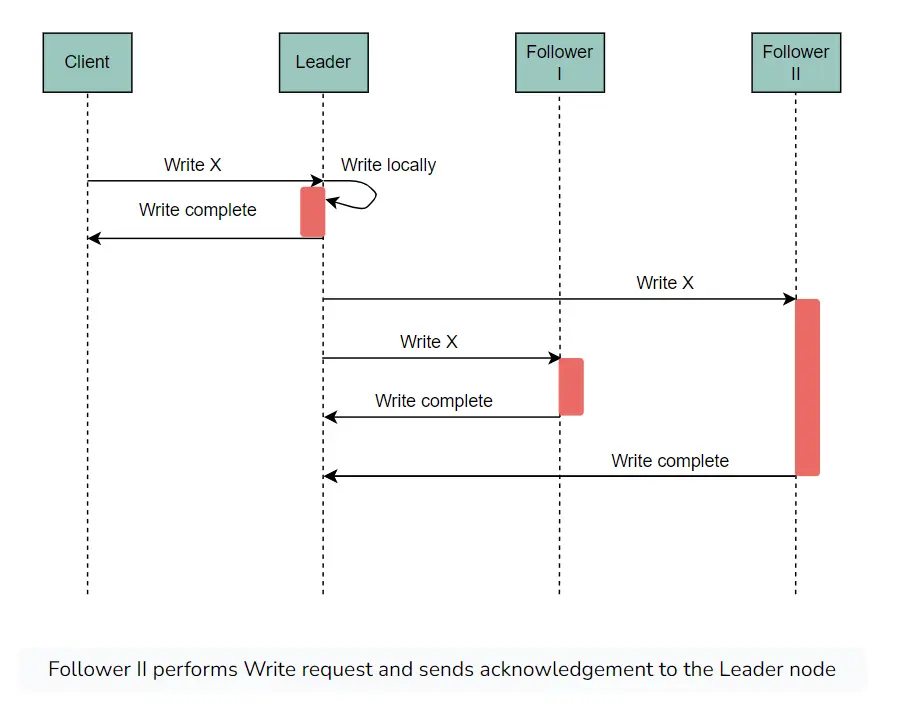 Client
Leader
Follower
I
Follower
II
Write X
Write locally
Write complete
Write X
Write X
Write complete
Write complete
Follower II performs Write request and sends acknowledgement to the Leader node